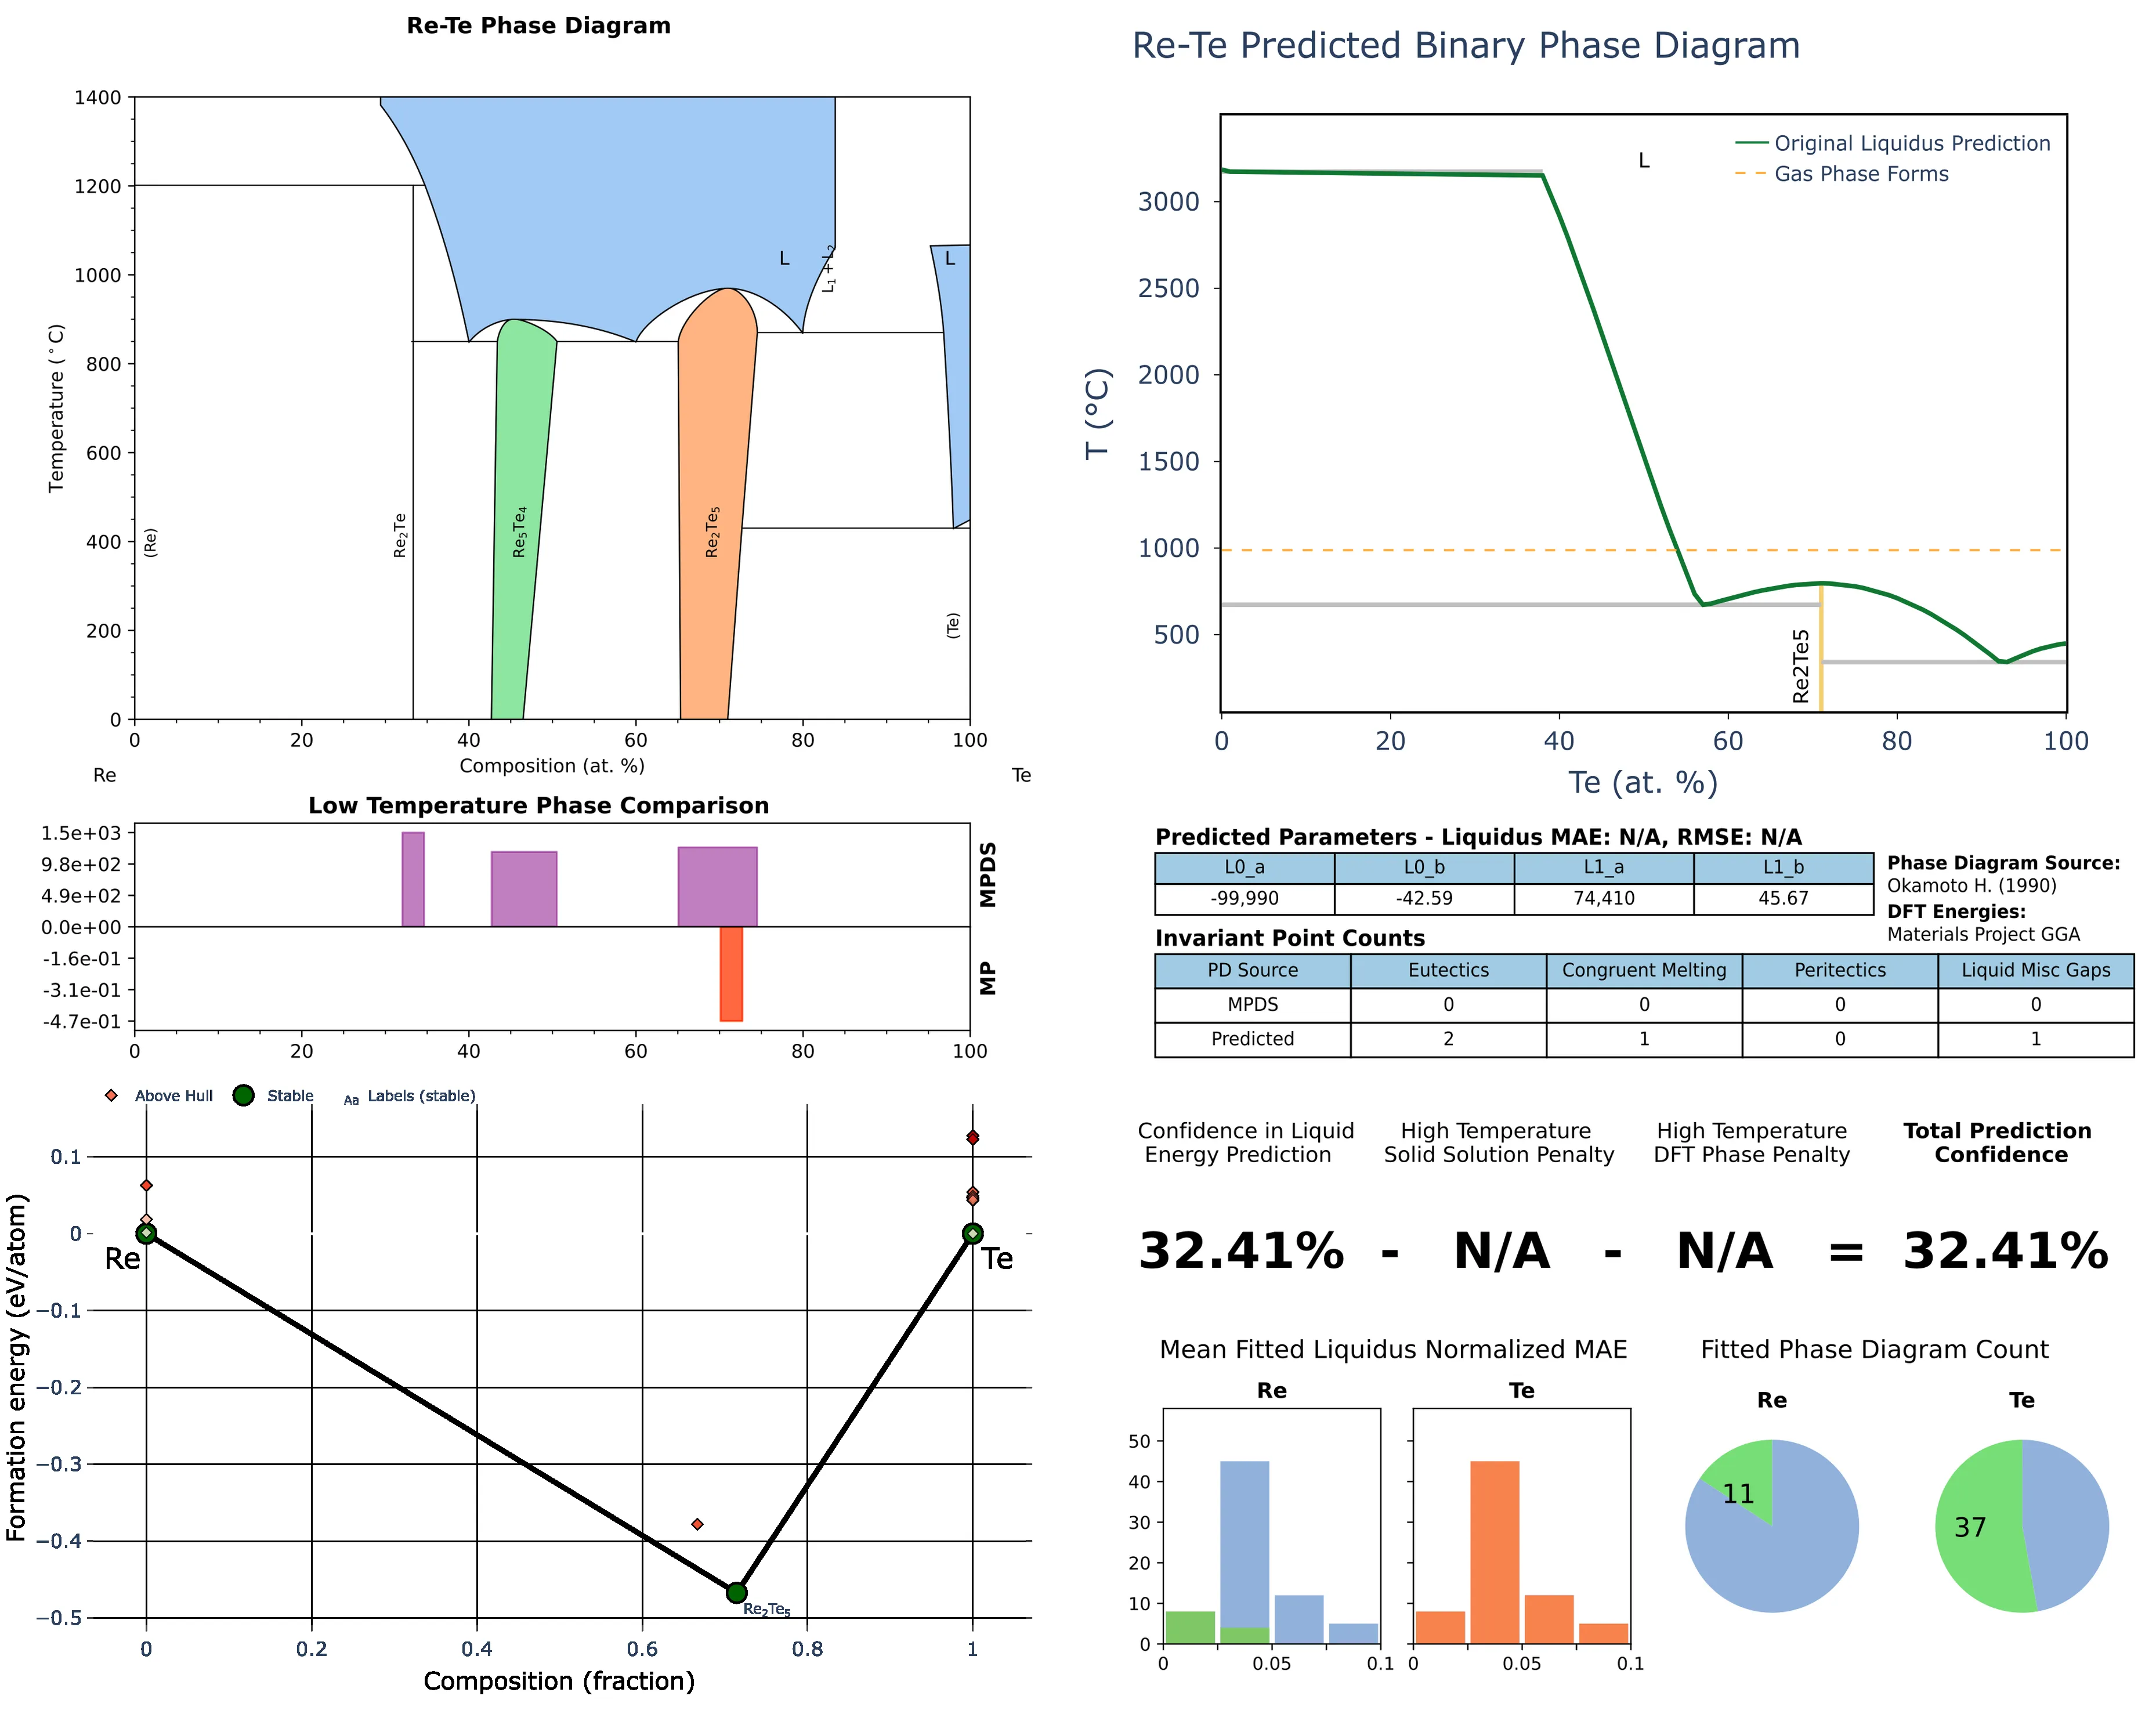 Re-Te Phase Diagram
1400
1200
1000
800
600
400
200
0
Temperature (°C)
(Re)
Re₂Te
Re₅Te₄
Re₂Te₅
L
L₁ + L₂
L
(Te)
0 20 40 60 80 100
Composition (at. %)
Re Te
Low Temperature Phase Comparison
1.5e+03
9.8e+02
4.9e+02
0.0e+00
-1.6e-01
-3.1e-01
-4.7e-01
MPDS
MP
0 20 40 60 80 100
Above Hull Stable Aa Labels (stable)
0.1
0
−0.1
−0.2
−0.3
−0.4
−0.5
Formation energy (eV/atom)
Re
Te
Re₂Te₅
0 0.2 0.4 0.6 0.8 1
Composition (fraction)
Re-Te Predicted Binary Phase Diagram
L
Original Liquidus Prediction
Gas Phase Forms
3000
2500
2000
1500
1000
500
T (°C)
Re2Te5
0 20 40 60 80 100
Te (at. %)
Predicted Parameters - Liquidus MAE: N/A, RMSE: N/A
L0_a L0_b L1_a L1_b
-99,990 -42.59 74,410 45.67
Phase Diagram Source:
Okamoto H. (1990)
DFT Energies:
Materials Project GGA
Invariant Point Counts
PD Source Eutectics Congruent Melting Peritectics Liquid Misc Gaps
MPDS 0 0 0 0
Predicted 2 1 0 1
Confidence in Liquid
Energy Prediction
High Temperature
Solid Solution Penalty
High Temperature
DFT Phase Penalty
Total Prediction
Confidence
32.41% - N/A - N/A = 32.41%
Mean Fitted Liquidus Normalized MAE
Re
Te
50
40
30
20
10
0
0 0.05 0.1
0 0.05 0.1
Fitted Phase Diagram Count
Re
Te
11
37